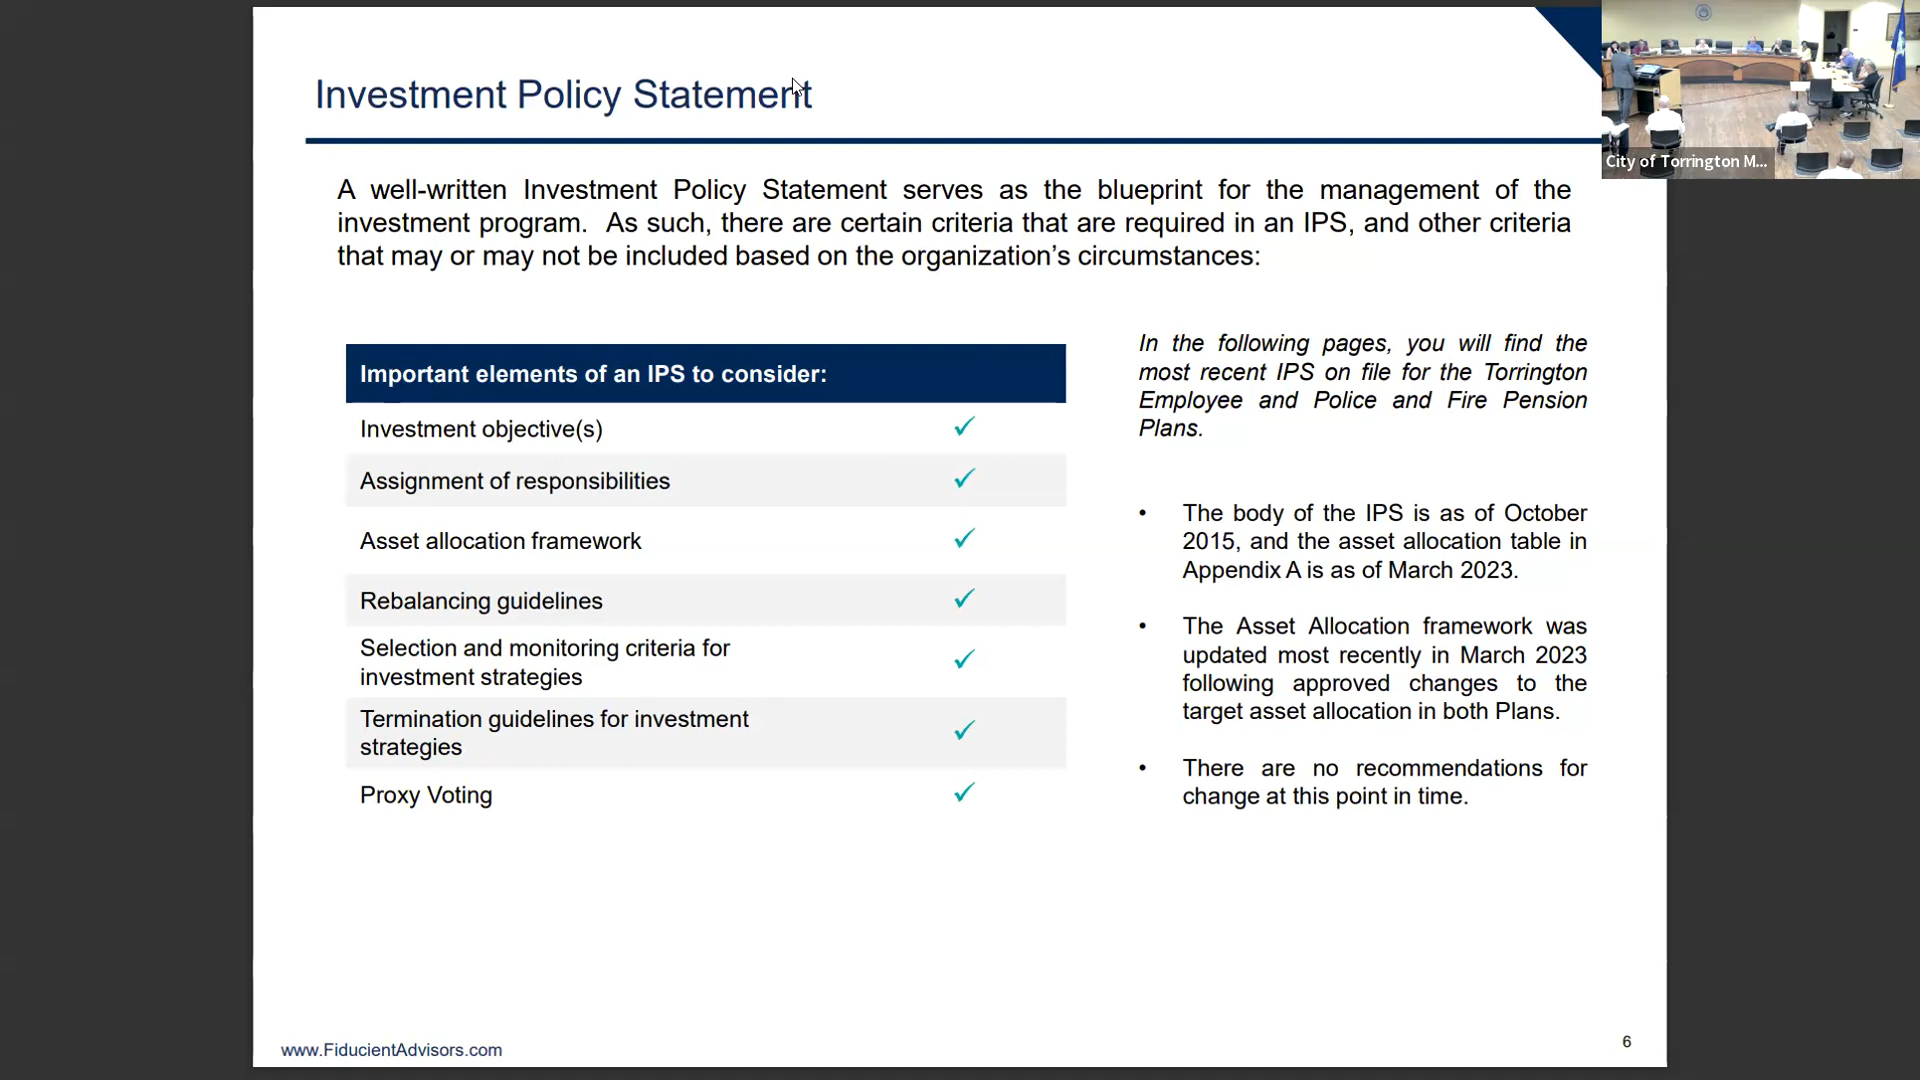 Investment Policy Statement
City of Torrington M...
A well-written Investment Policy Statement serves as the blueprint for the management of the
investment program. As such, there are certain criteria that are required in an IPS, and other criteria
that may or may not be included based on the organization’s circumstances:
Important elements of an IPS to consider:
Investment objective(s) ✓
Assignment of responsibilities ✓
Asset allocation framework ✓
Rebalancing guidelines ✓
Selection and monitoring criteria for
investment strategies ✓
Termination guidelines for investment
strategies ✓
Proxy Voting ✓
In the following pages, you will find the
most recent IPS on file for the Torrington
Employee and Police and Fire Pension
Plans.
• The body of the IPS is as of October
2015, and the asset allocation table in
Appendix A is as of March 2023.
• The Asset Allocation framework was
updated most recently in March 2023
following approved changes to the
target asset allocation in both Plans.
• There are no recommendations for
change at this point in time.
www.FiducientAdvisors.com
6